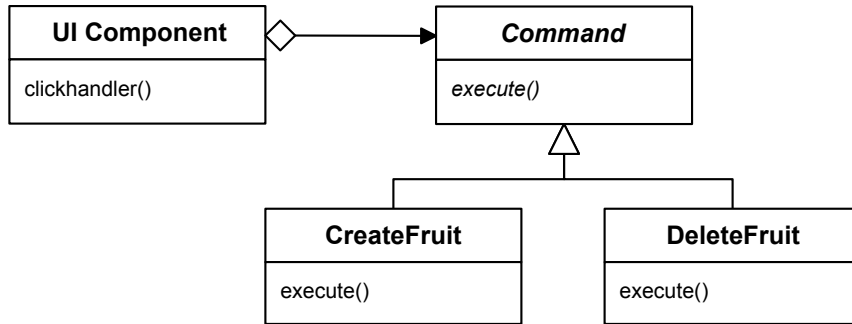 UI Component
clickhandler()
Command
execute()
CreateFruit
execute()
DeleteFruit
execute()